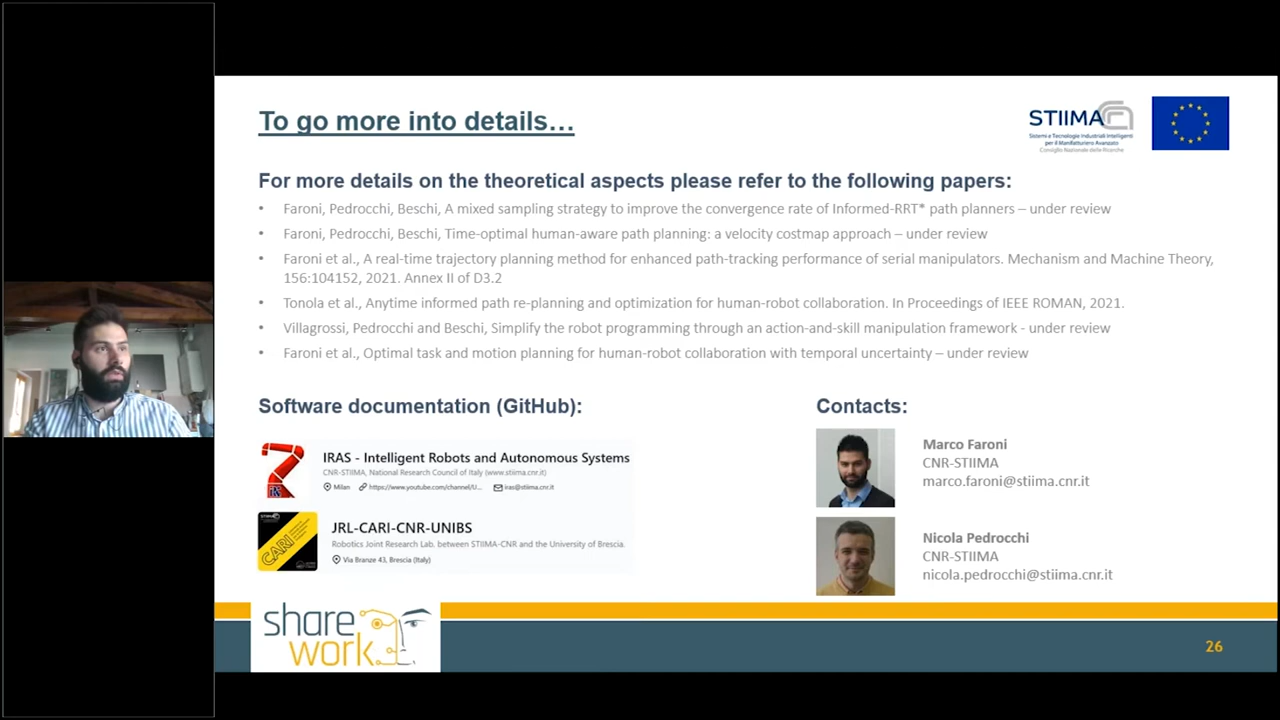 To go more into details…
STIIMA
Sistemi e Tecnologie Industriali Intelligenti
per il Manifatturiero Avanzato
Consiglio Nazionale delle Ricerche
For more details on the theoretical aspects please refer to the following papers:
• Faroni, Pedrocchi, Beschi, A mixed sampling strategy to improve the convergence rate of Informed-RRT* path planners – under review
• Faroni, Pedrocchi, Beschi, Time-optimal human-aware path planning: a velocity costmap approach – under review
• Faroni et al., A real-time trajectory planning method for enhanced path-tracking performance of serial manipulators. Mechanism and Machine Theory,
156:104152, 2021. Annex II of D3.2
• Tonola et al., Anytime informed path re-planning and optimization for human-robot collaboration. In Proceedings of IEEE ROMAN, 2021.
• Villagrossi, Pedrocchi and Beschi, Simplify the robot programming through an action-and-skill manipulation framework - under review
• Faroni et al., Optimal task and motion planning for human-robot collaboration with temporal uncertainty – under review
Software documentation (GitHub):
IRAS - Intelligent Robots and Autonomous Systems
CNR-STIIMA, National Research Council of Italy (www.stiima.cnr.it)
Milan https://www.youtube.com/channel/U... iras@stiima.cnr.it
CARI
JRL-CARI-CNR-UNIBS
Robotics Joint Research Lab. between STIIMA-CNR and the University of Brescia.
Via Branze 43, Brescia (Italy)
Contacts:
Marco Faroni
CNR-STIIMA
marco.faroni@stiima.cnr.it
Nicola Pedrocchi
CNR-STIIMA
nicola.pedrocchi@stiima.cnr.it
share
work
26